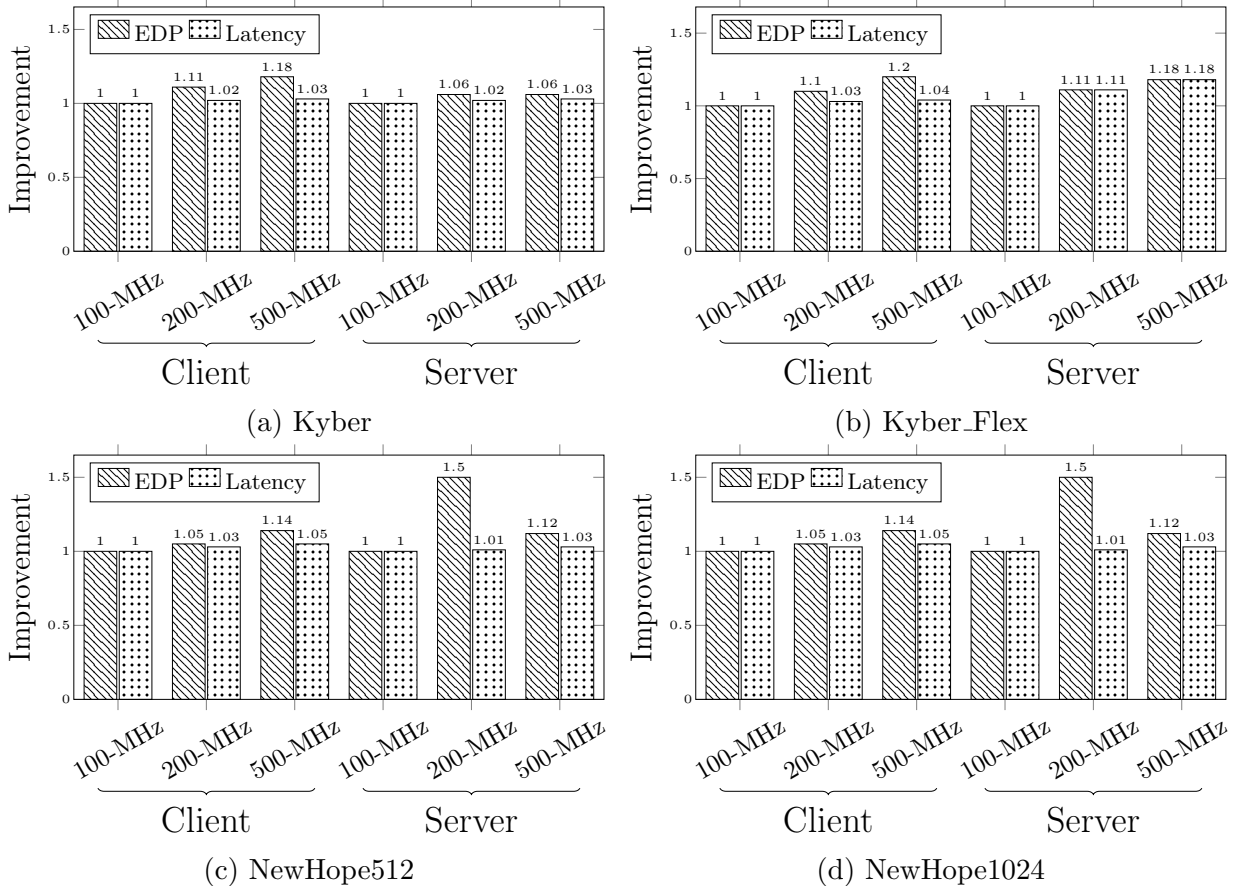 1.5
1
0.5
0
Improvement
EDP Latency
1 1 1.11 1.02 1.18 1.03 1 1 1.06 1.02 1.06 1.03
100-MHz 200-MHz 500-MHz 100-MHz 200-MHz 500-MHz
Client Server
(a) Kyber
1.5
1
0.5
0
Improvement
EDP Latency
1 1 1.1 1.03 1.2 1.04 1 1 1.11 1.11 1.18 1.18
100-MHz 200-MHz 500-MHz 100-MHz 200-MHz 500-MHz
Client Server
(b) Kyber_Flex
1.5
1
0.5
0
Improvement
EDP Latency
1 1 1.05 1.03 1.14 1.05 1 1 1.5 1.01 1.12 1.03
100-MHz 200-MHz 500-MHz 100-MHz 200-MHz 500-MHz
Client Server
(c) NewHope512
1.5
1
0.5
0
Improvement
EDP Latency
1 1 1.05 1.03 1.14 1.05 1 1 1.5 1.01 1.12 1.03
100-MHz 200-MHz 500-MHz 100-MHz 200-MHz 500-MHz
Client Server
(d) NewHope1024